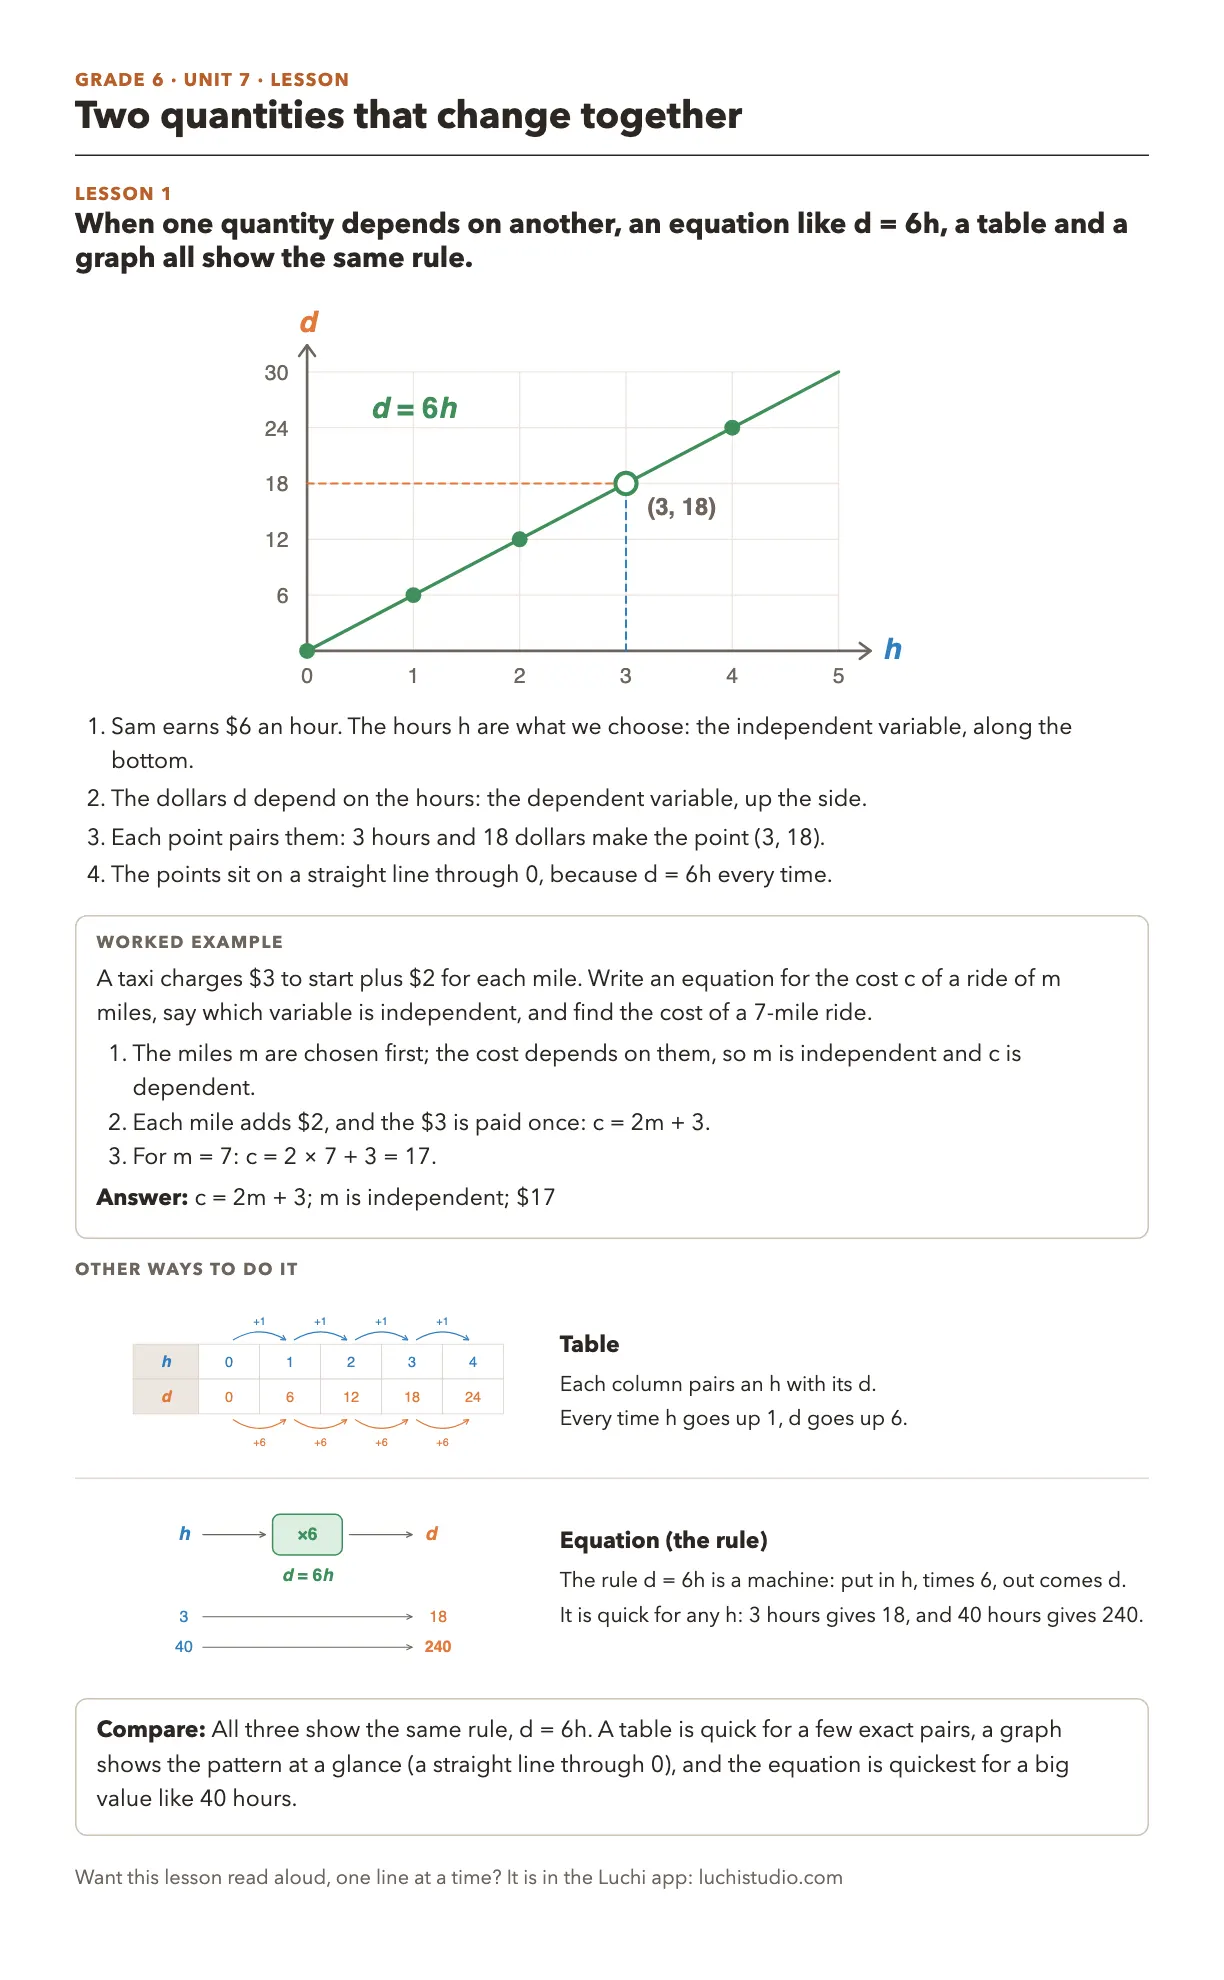 GRADE 6 · UNIT 7 · LESSON
Two quantities that change together
LESSON 1
When one quantity depends on another, an equation like d = 6h, a table and a
graph all show the same rule.
d
30
d = 6h
24
18
(3, 18)
12
6
h
0 1 2 3 4 5
1. Sam earns $6 an hour. The hours h are what we choose: the independent variable, along the
bottom.
2. The dollars d depend on the hours: the dependent variable, up the side.
3. Each point pairs them: 3 hours and 18 dollars make the point (3, 18).
4. The points sit on a straight line through 0, because d = 6h every time.
WORKED EXAMPLE
A taxi charges $3 to start plus $2 for each mile. Write an equation for the cost c of a ride of m
miles, say which variable is independent, and find the cost of a 7-mile ride.
1. The miles m are chosen first; the cost depends on them, so m is independent and c is
dependent.
2. Each mile adds $2, and the $3 is paid once: c = 2m + 3.
3. For m = 7: c = 2 × 7 + 3 = 17.
Answer: c = 2m + 3; m is independent; $17
OTHER WAYS TO DO IT
+1 +1 +1 +1
h 0 1 2 3 4
d 0 6 12 18 24
+6 +6 +6 +6
Table
Each column pairs an h with its d.
Every time h goes up 1, d goes up 6.
h ×6 d
d = 6h
3 18
40 240
Equation (the rule)
The rule d = 6h is a machine: put in h, times 6, out comes d.
It is quick for any h: 3 hours gives 18, and 40 hours gives 240.
Compare: All three show the same rule, d = 6h. A table is quick for a few exact pairs, a graph
shows the pattern at a glance (a straight line through 0), and the equation is quickest for a big
value like 40 hours.
Want this lesson read aloud, one line at a time? It is in the Luchi app: luchistudio.com